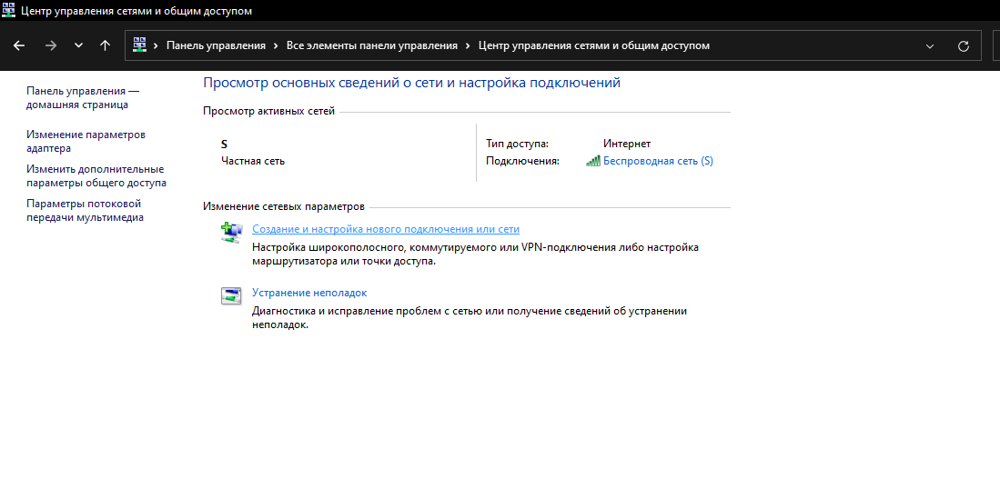 Центр управления сетями и общим доступом
Панель управления
Все элементы панели управления
Центр управления сетями и общим доступом
Панель управления —
домашняя страница
Изменение параметров
адаптера
Изменить дополнительные
параметры общего доступа
Параметры потоковой
передачи мультимедиа
Просмотр основных сведений о сети и настройка подключений
Просмотр активных сетей
S
Частная сеть
Тип доступа: Интернет
Подключения: Беспроводная сеть (S)
Изменение сетевых параметров
Создание и настройка нового подключения или сети
Настройка широкополосного, коммутируемого или VPN-подключения либо настройка
маршрутизатора или точки доступа.
Устранение неполадок
Диагностика и исправление проблем с сетью или получение сведений об устранении
неполадок.